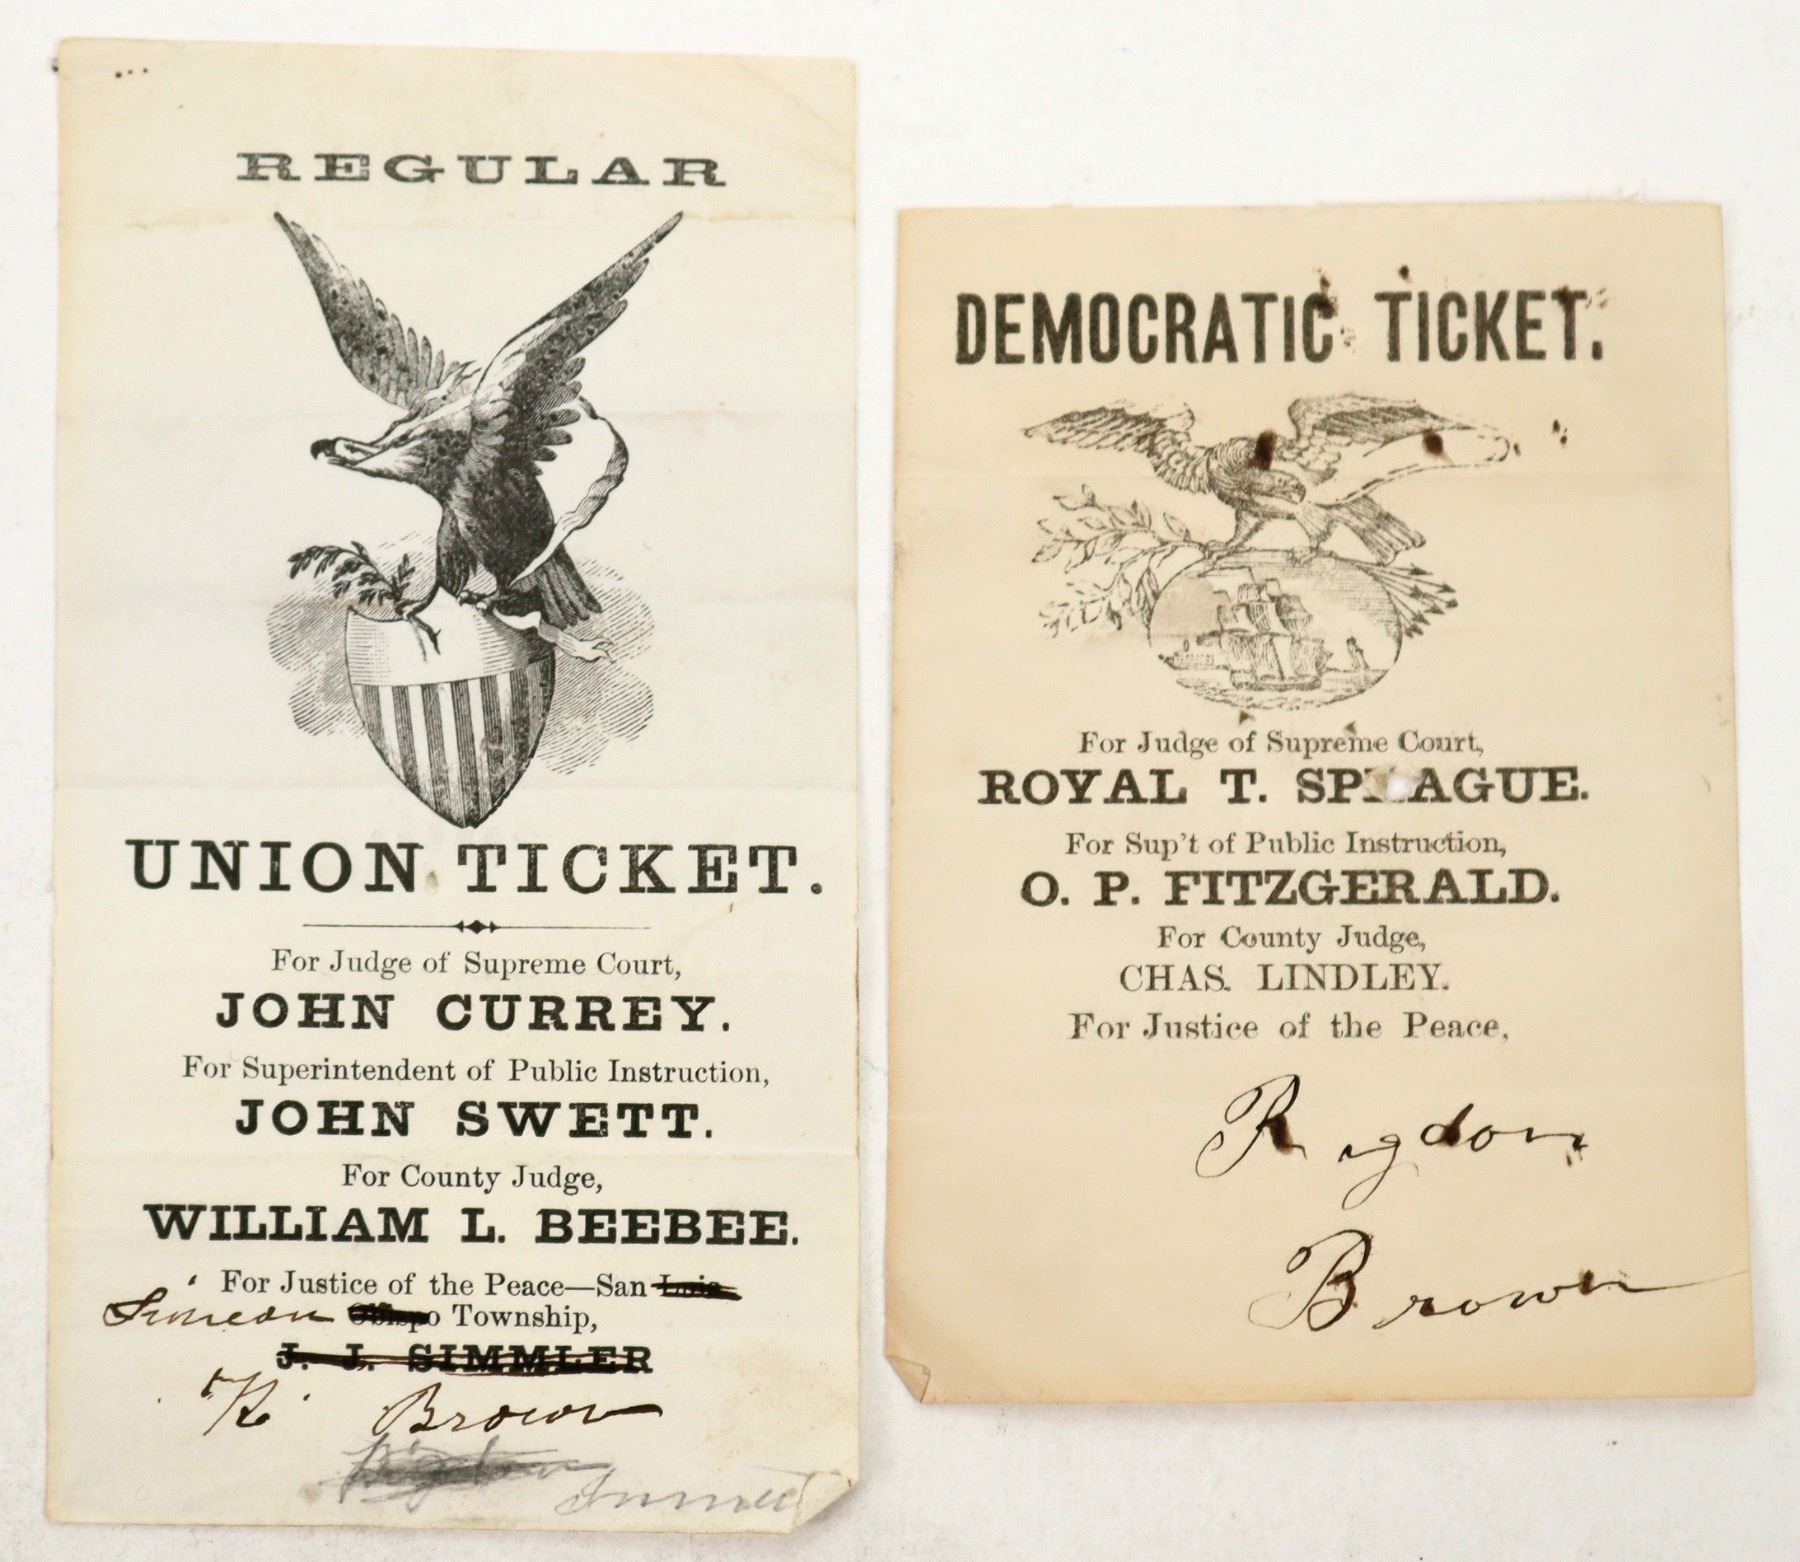 REGULAR
UNION TICKET.
For Judge of Supreme Court,
JOHN CURREY.
For Superintendent of Public Instruction,
JOHN SWETT.
For County Judge,
WILLIAM L. BEEBEE.
For Justice of the Peace—San Luis
Simeon Obispo Township,
J. J. SIMMLER
R. Brown
DEMOCRATIC TICKET.
For Judge of Supreme Court,
ROYAL T. SPRAGUE.
For Sup't of Public Instruction,
O. P. FITZGERALD.
For County Judge,
CHAS. LINDLEY.
For Justice of the Peace,
Rigdon
Brown